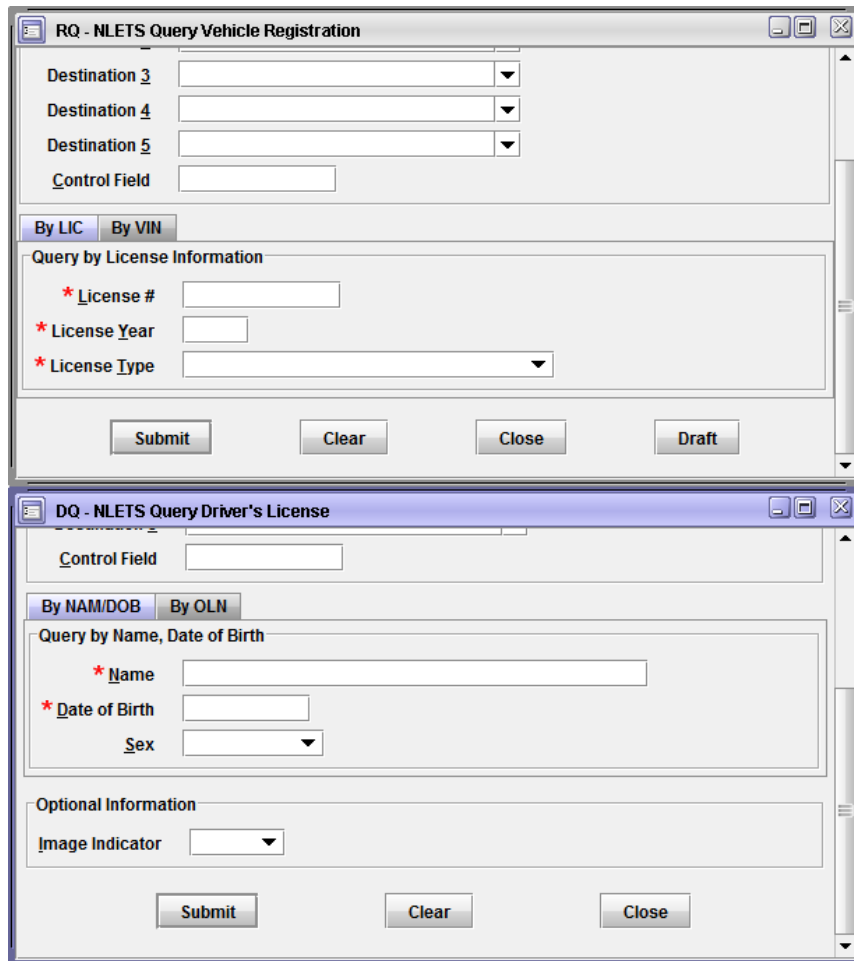 RQ - NLETS Query Vehicle Registration
Destination 3
Destination 4
Destination 5
Control Field
By LIC By VIN
Query by License Information
* License #
* License Year
* License Type
Submit Clear Close Draft
DQ - NLETS Query Driver's License
Control Field
By NAM/DOB By OLN
Query by Name, Date of Birth
* Name
* Date of Birth
Sex
Optional Information
Image Indicator
Submit Clear Close